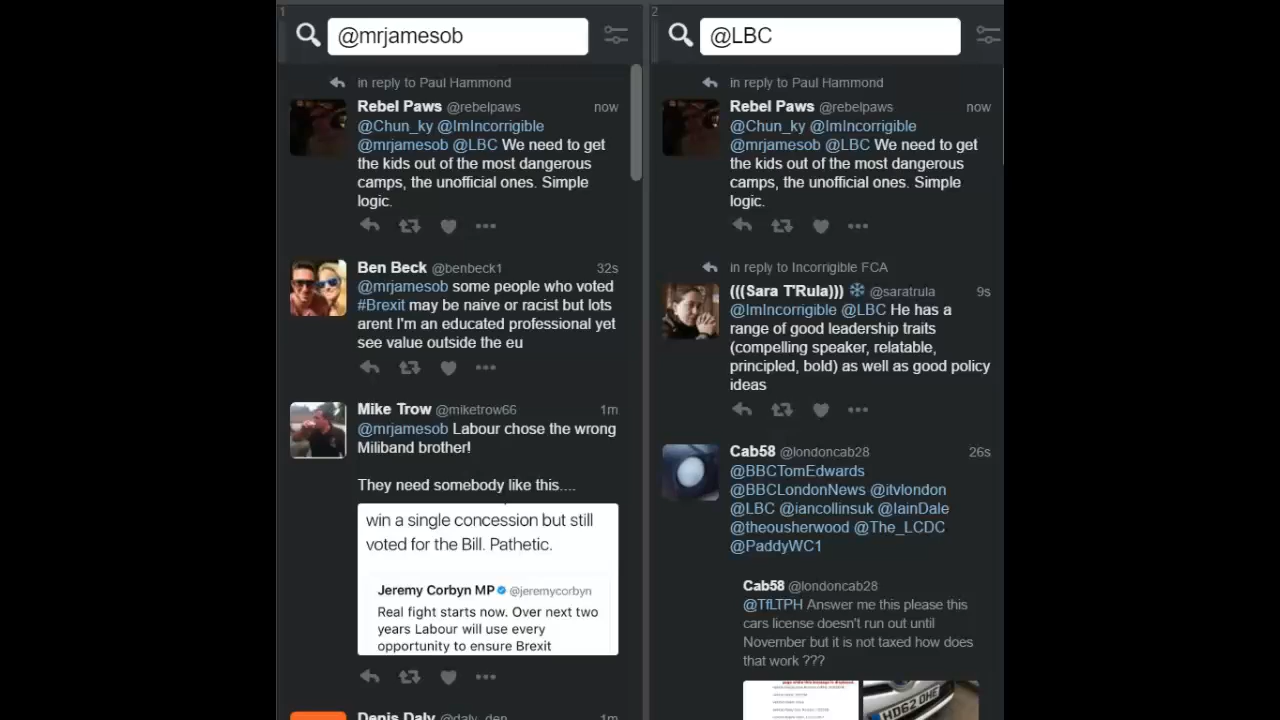 1
@mrjamesob
in reply to Paul Hammond
Rebel Paws @rebelpaws now
@Chun_ky @ImIncorrigible
@mrjamesob @LBC We need to get
the kids out of the most dangerous
camps, the unofficial ones. Simple
logic.
Ben Beck @benbeck1 32s
@mrjamesob some people who voted
#Brexit may be naive or racist but lots
arent I'm an educated professional yet
see value outside the eu
Mike Trow @miketrow66 1m
@mrjamesob Labour chose the wrong
Miliband brother!
They need somebody like this....
win a single concession but still
voted for the Bill. Pathetic.
Jeremy Corbyn MP @jeremycorbyn
Real fight starts now. Over next two
years Labour will use every
opportunity to ensure Brexit
Denis Daly @daly_den 1m
2
@LBC
in reply to Paul Hammond
Rebel Paws @rebelpaws now
@Chun_ky @ImIncorrigible
@mrjamesob @LBC We need to get
the kids out of the most dangerous
camps, the unofficial ones. Simple
logic.
in reply to Incorrigible FCA
(((Sara T'Rula))) @saratrula 9s
@ImIncorrigible @LBC He has a
range of good leadership traits
(compelling speaker, relatable,
principled, bold) as well as good policy
ideas
Cab58 @londoncab28 26s
@BBCTomEdwards
@BBCLondonNews @itvlondon
@LBC @iancollinsuk @IainDale
@theousherwood @The_LCDC
@PaddyWC1
Cab58 @londoncab28
@TfLTPH Answer me this please this
cars license doesn't run out until
November but it is not taxed how does
that work ???